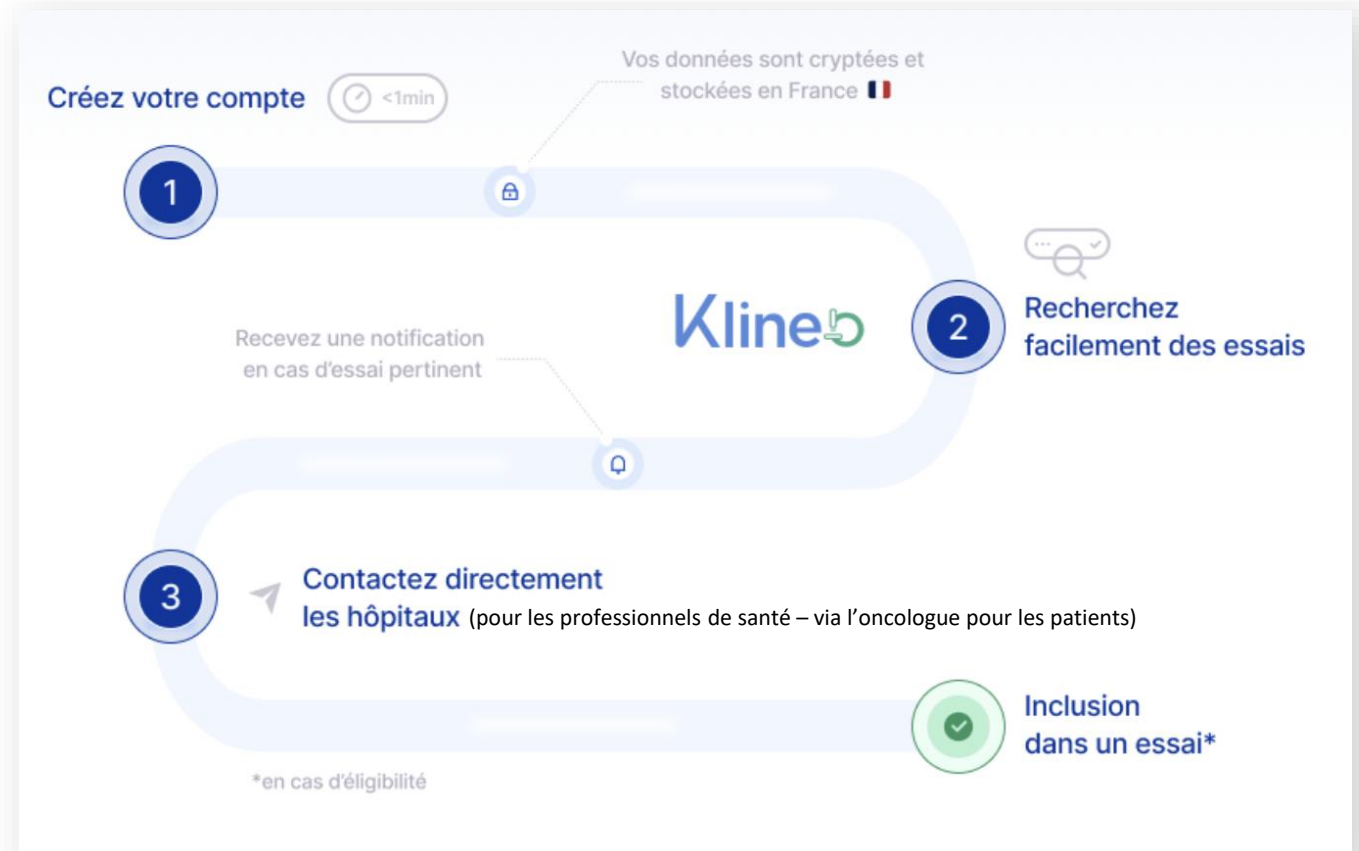 Créez votre compte
<1min
Vos données sont cryptées et
stockées en France
1
Klineo
2
Recherchez
facilement des essais
Recevez une notification
en cas d'essai pertinent
3
Contactez directement
les hôpitaux (pour les professionnels de santé – via l'oncologue pour les patients)
Inclusion
dans un essai*
*en cas d'éligibilité